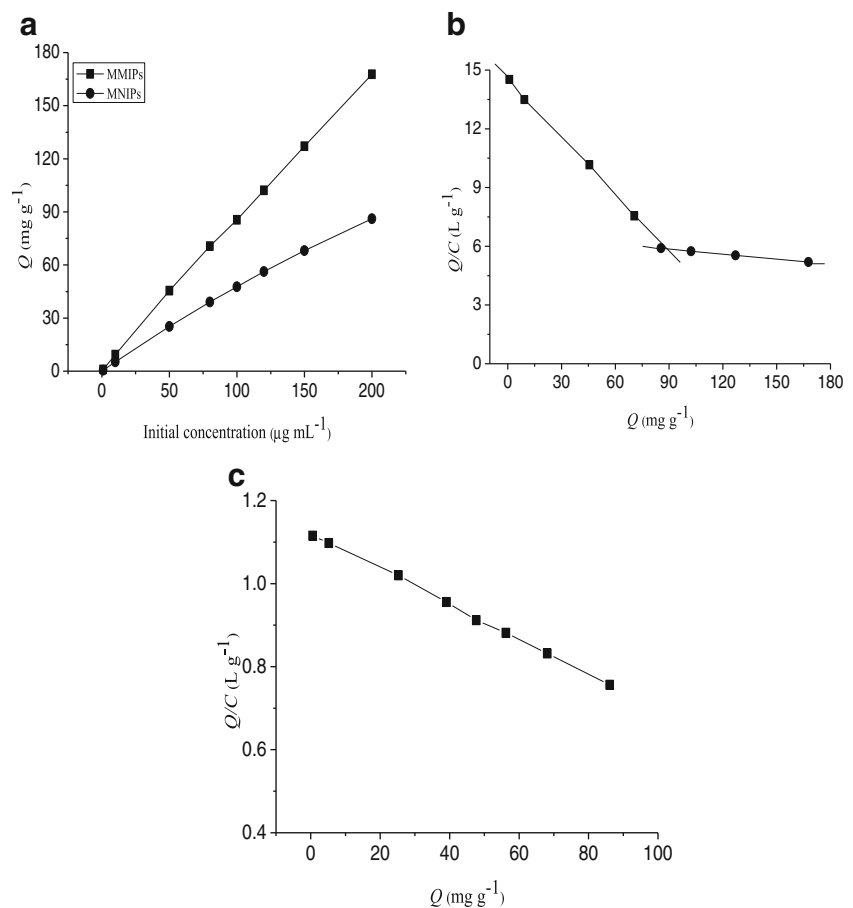 a
180
150
120
90
60
30
0
Q (mg g⁻¹)
MMIPs
MNIPs
0 50 100 150 200
Initial concentration (µg mL⁻¹)
b
15
12
9
6
3
0
Q/C (L g⁻¹)
0 30 60 90 120 150 180
Q (mg g⁻¹)
c
1.2
1.0
0.8
0.6
0.4
Q/C (L g⁻¹)
0 20 40 60 80 100
Q (mg g⁻¹)